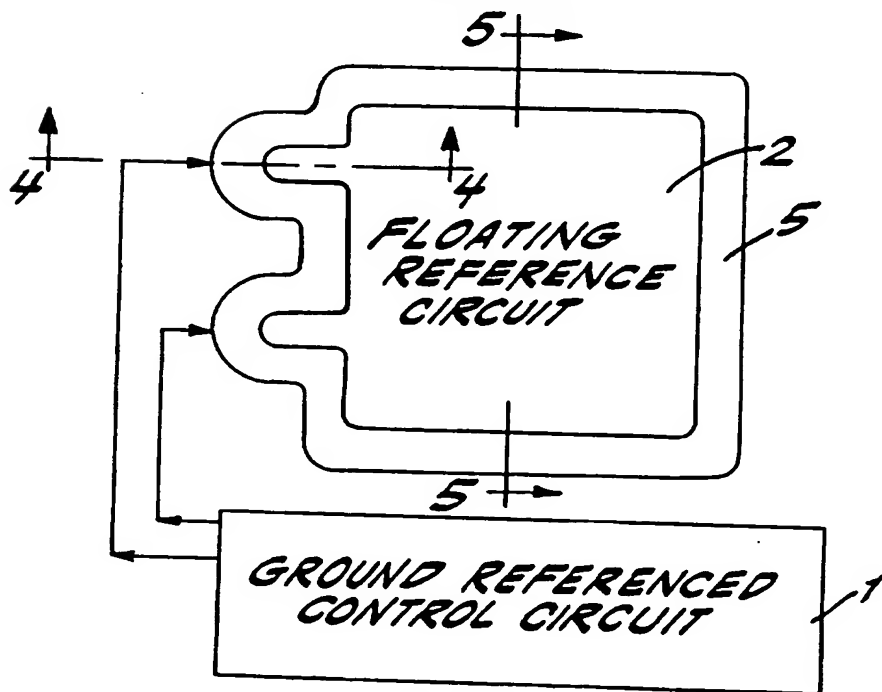 5
4
4
2
5
FLOATING
REFERENCE
CIRCUIT
5
GROUND REFERENCED
CONTROL CIRCUIT
1